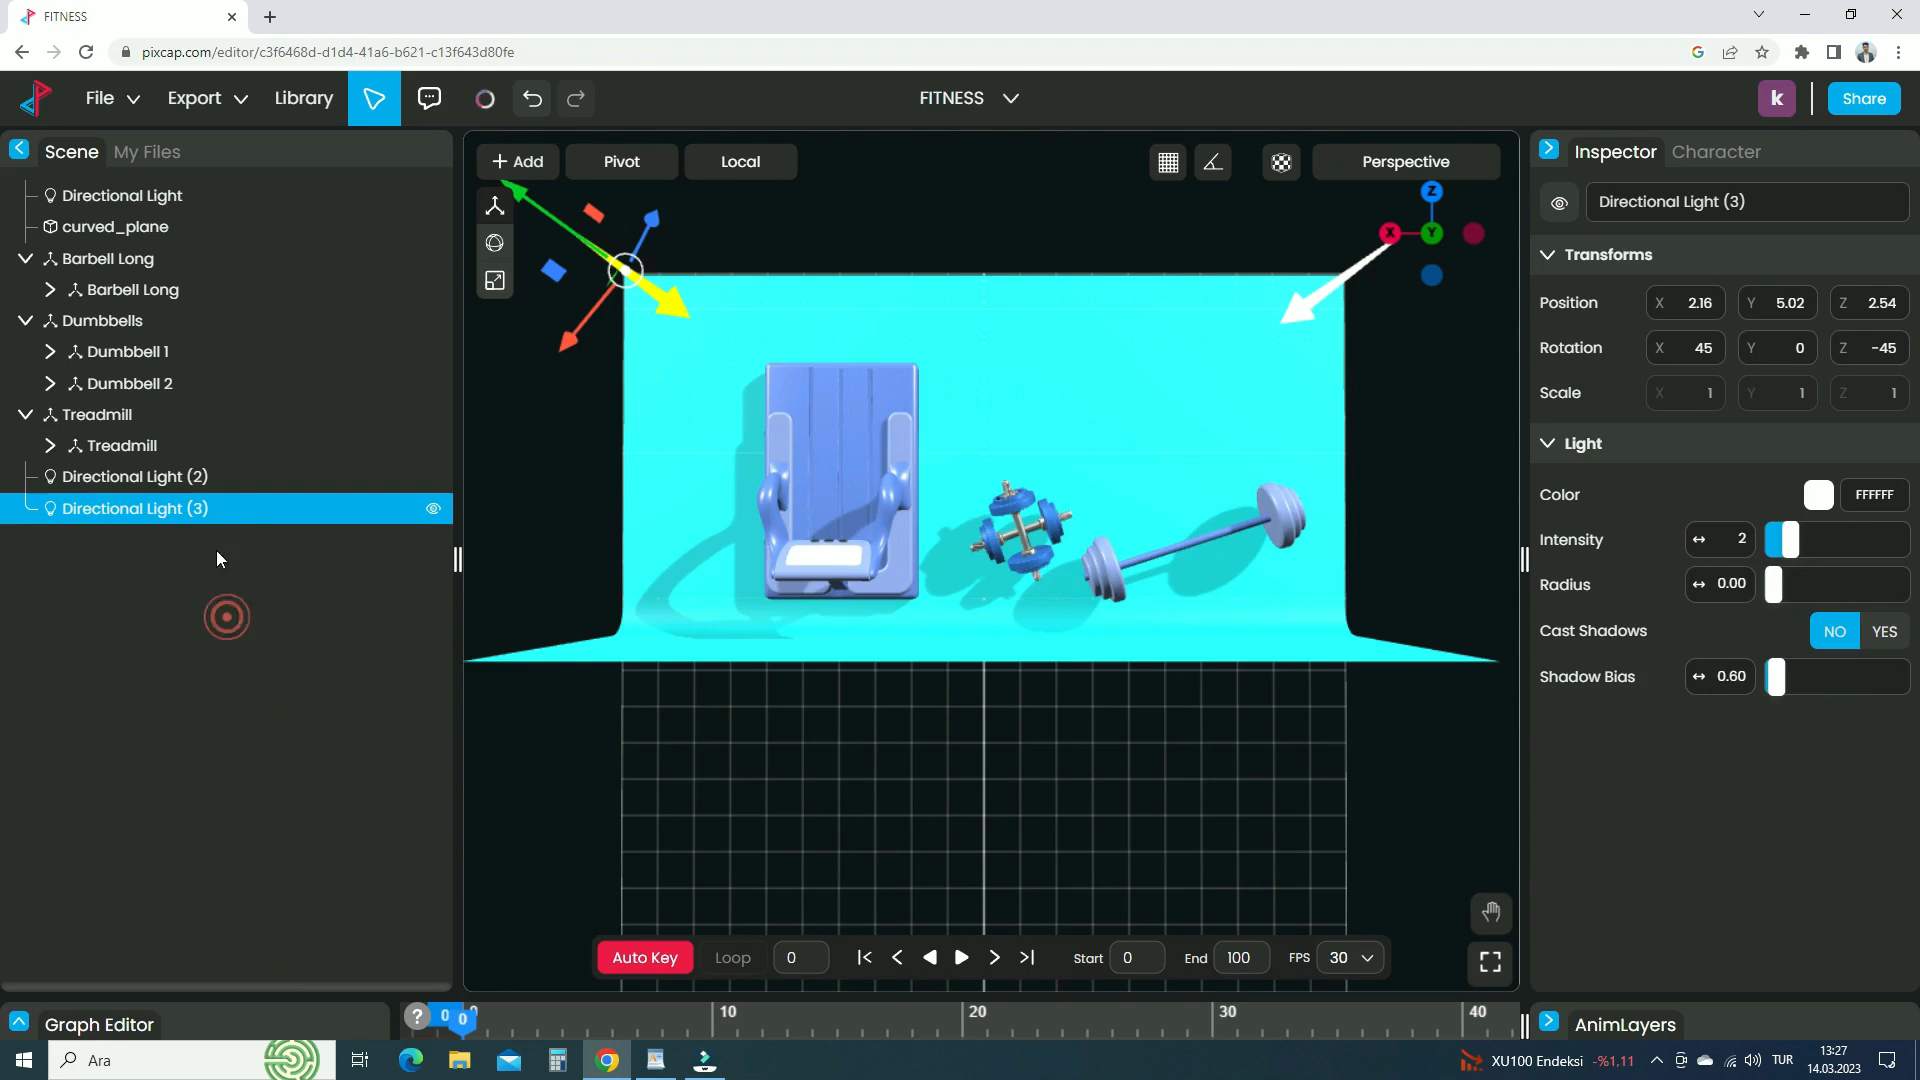 FITNESS
pixcap.com/editor/c3f6468d-d1d4-41a6-b621-c13f643d80fe
File
Export
Library
FITNESS
k
Share
Scene
My Files
Directional Light
curved_plane
Barbell Long
Barbell Long
Dumbbells
Dumbbell 1
Dumbbell 2
Treadmill
Treadmill
Directional Light (2)
Directional Light (3)
+ Add
Pivot
Local
Perspective
Z
X
Y
Inspector
Character
Directional Light (3)
Transforms
Position X 2.16 Y 5.02 Z 2.54
Rotation X 45 Y 0 Z -45
Scale X 1 Y 1 Z 1
Light
Color FFFFFF
Intensity 2
Radius 0.00
Cast Shadows NO YES
Shadow Bias 0.60
Auto Key Loop 0 Start 0 End 100 FPS 30
Graph Editor
? 0 0 10 20 30 40
AnimLayers
Ara
XU100 Endeksi -%1,11
TUR
13:27
14.03.2023